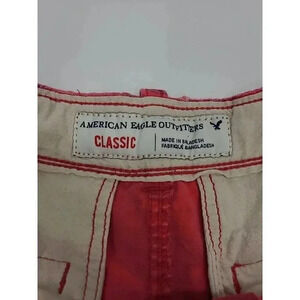 AMERICAN EAGLE OUTFITTERS
CLASSIC
MADE IN BANGLADESH
FABRIQUÉ BANGLADESH